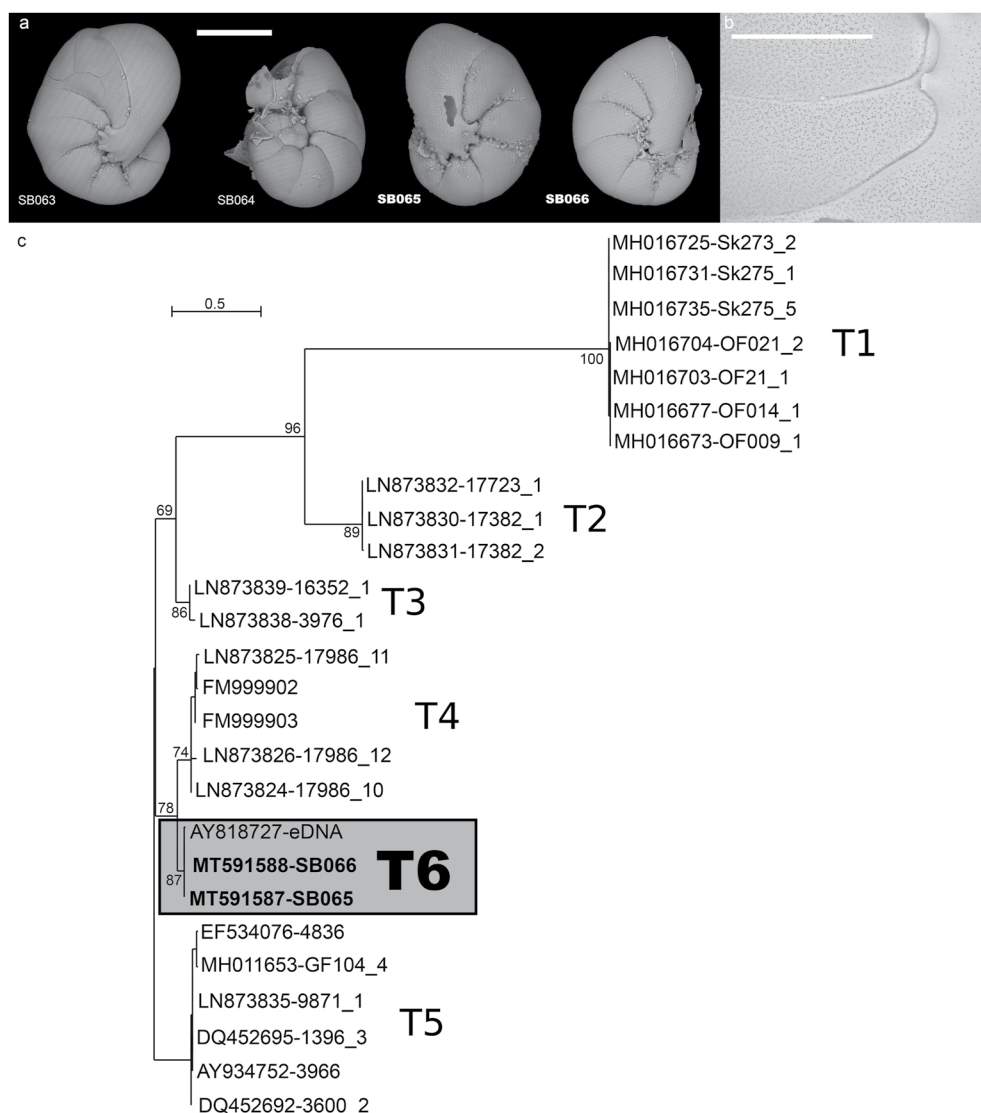 a
b
SB063
SB064
SB065
SB066
c
0.5
MH016725-Sk273_2
MH016731-Sk275_1
MH016735-Sk275_5
MH016704-OF021_2
T1
100
MH016703-OF21_1
MH016677-OF014_1
MH016673-OF009_1
96
LN873832-17723_1
LN873830-17382_1
T2
89
LN873831-17382_2
69
LN873839-16352_1
T3
86
LN873838-3976_1
LN873825-17986_11
FM999902
T4
FM999903
74
LN873826-17986_12
LN873824-17986_10
78
AY818727-eDNA
MT591588-SB066
T6
87
MT591587-SB065
EF534076-4836
MH011653-GF104_4
LN873835-9871_1
T5
DQ452695-1396_3
AY934752-3966
DQ452692-3600_2